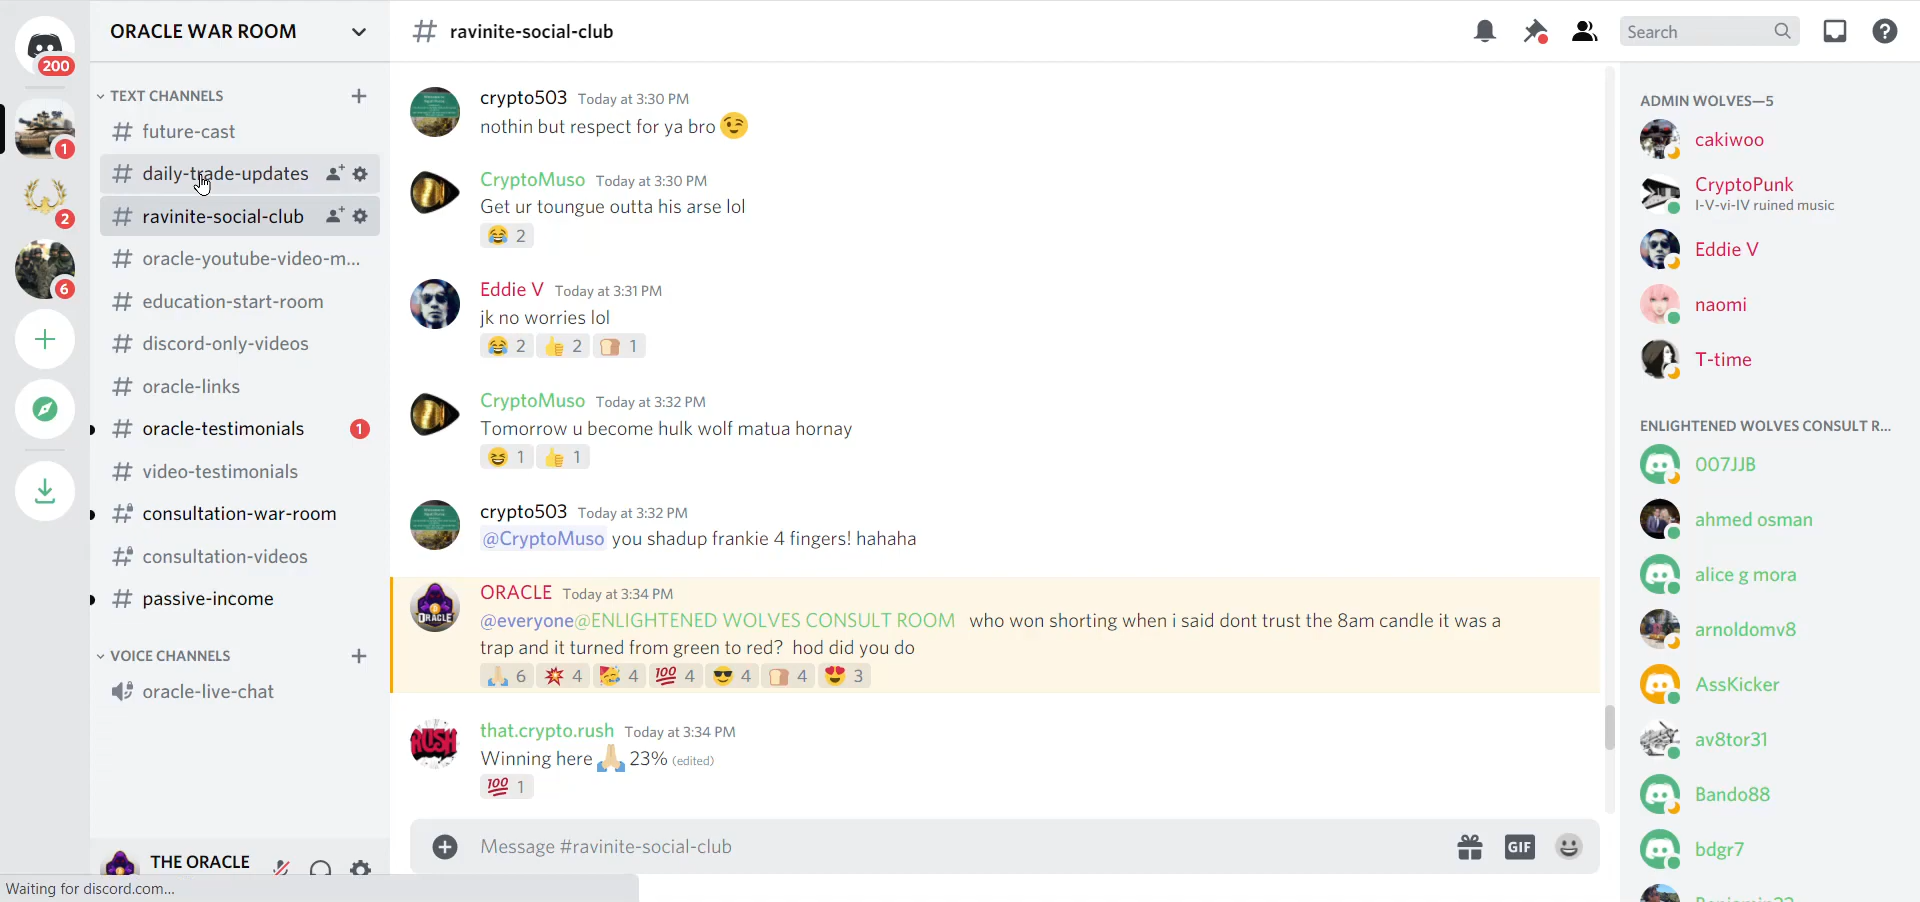 200
1
2
6
ORACLE WAR ROOM
TEXT CHANNELS
future-cast
daily-trade-updates
ravinite-social-club
oracle-youtube-video-m...
education-start-room
discord-only-videos
oracle-links
oracle-testimonials 1
video-testimonials
consultation-war-room
consultation-videos
passive-income
VOICE CHANNELS
oracle-live-chat
THE ORACLE
Waiting for discord.com...
# ravinite-social-club
Search
crypto503 Today at 3:30 PM
nothin but respect for ya bro 😉
CryptoMuso Today at 3:30 PM
Get ur toungue outta his arse lol
😂 2
Eddie V Today at 3:31 PM
jk no worries lol
😂 2 👍 2 🍞 1
CryptoMuso Today at 3:32 PM
Tomorrow u become hulk wolf matua hornay
😆 1 👍 1
crypto503 Today at 3:32 PM
@CryptoMuso you shadup frankie 4 fingers! hahaha
ORACLE
ORACLE Today at 3:34 PM
@everyone@ENLIGHTENED WOLVES CONSULT ROOM who won shorting when i said dont trust the 8am candle it was a
trap and it turned from green to red? hod did you do
🙏 6 💥 4 🥳 4 💯 4 😎 4 🍞 4 😍 3
RUSH
that.crypto.rush Today at 3:34 PM
Winning here 🙏 23% (edited)
💯 1
Message #ravinite-social-club
GIF
ADMIN WOLVES—5
cakiwoo
CryptoPunk
I-V-vi-IV ruined music
Eddie V
naomi
T-time
ENLIGHTENED WOLVES CONSULT R...
007JJB
ahmed osman
alice g mora
arnoldomv8
AssKicker
av8tor31
Bando88
bdgr7